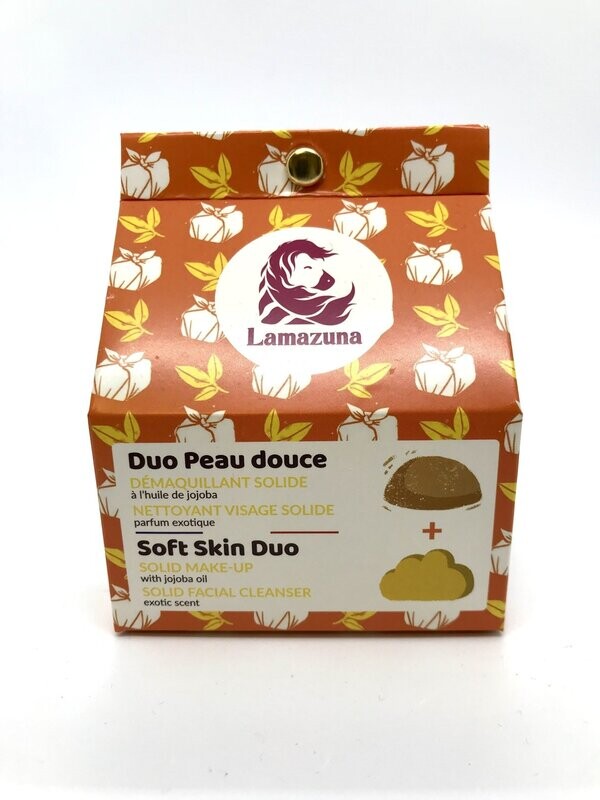 Lamazuna
Duo Peau douce
DÉMAQUILLANT SOLIDE
à l'huile de jojoba
NETTOYANT VISAGE SOLIDE
parfum exotique
Soft Skin Duo
SOLID MAKE-UP
with jojoba oil
SOLID FACIAL CLEANSER
exotic scent
+